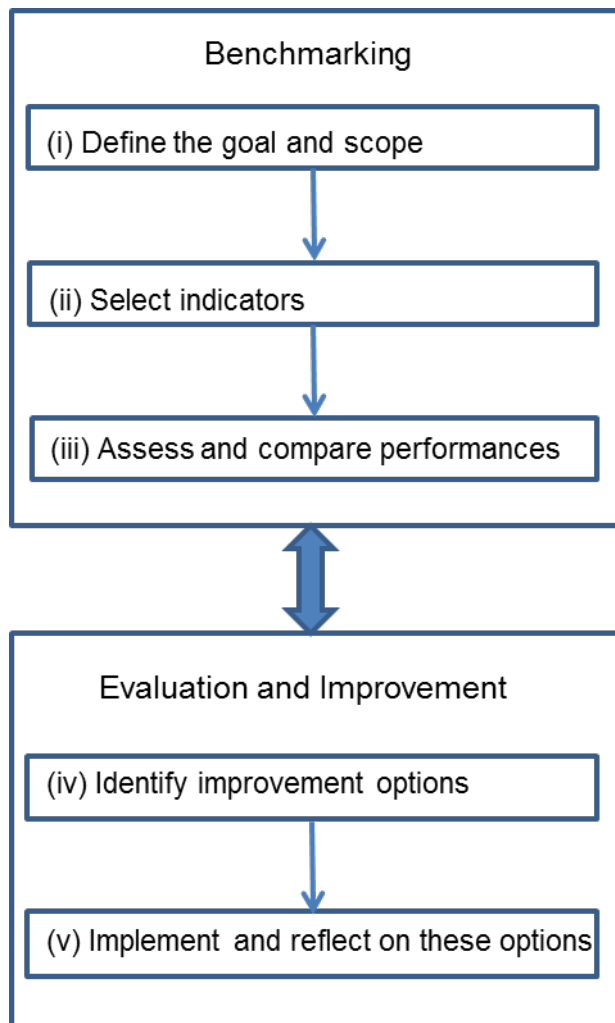 Benchmarking
(i) Define the goal and scope
(ii) Select indicators
(iii) Assess and compare performances
Evaluation and Improvement
(iv) Identify improvement options
(v) Implement and reflect on these options